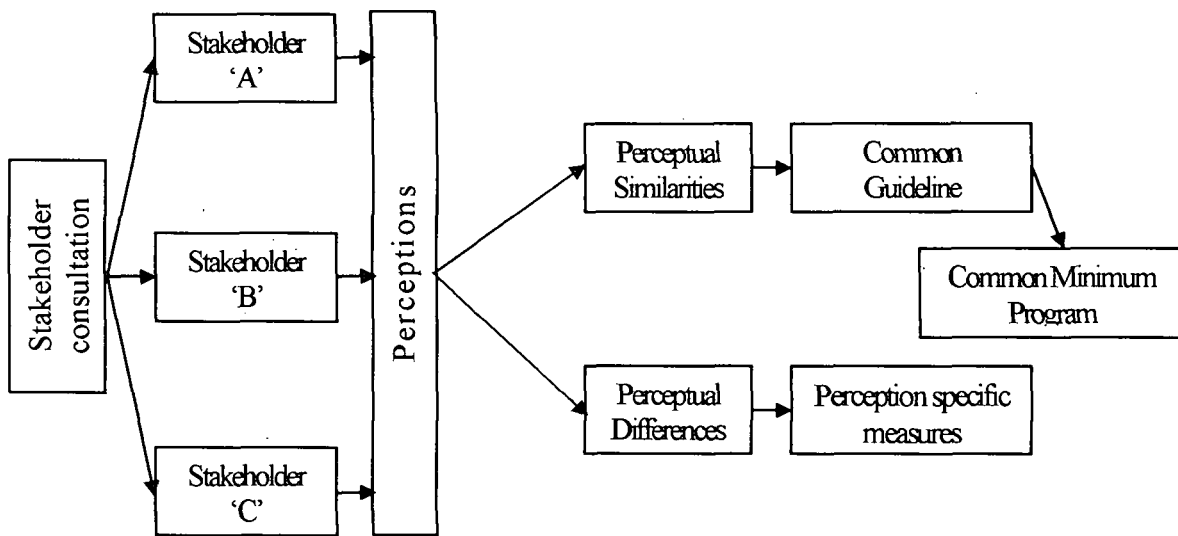 Stakeholder
consultation
Stakeholder
‘A’
Stakeholder
‘B’
Stakeholder
‘C’
Perceptions
Perceptual
Similarities
Common
Guideline
Common Minimum
Program
Perceptual
Differences
Perception specific
measures